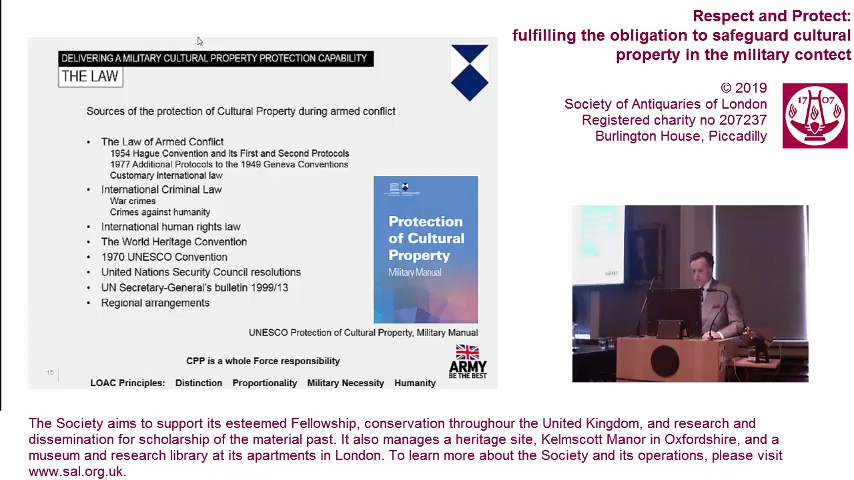 Respect and Protect:
fulfilling the obligation to safeguard cultural
property in the military contect
© 2019
Society of Antiquaries of London
Registered charity no 207237
Burlington House, Piccadilly
17 07
DELIVERING A MILITARY CULTURAL PROPERTY PROTECTION CAPABILITY
THE LAW
Sources of the protection of Cultural Property during armed conflict
• The Law of Armed Conflict
1954 Hague Convention and its First and Second Protocols
1977 Additional Protocols to the 1949 Geneva Conventions
Customary international law
• International Criminal Law
War crimes
Crimes against humanity
• International human rights law
• The World Heritage Convention
• 1970 UNESCO Convention
• United Nations Security Council resolutions
• UN Secretary-General's bulletin 1999/13
• Regional arrangements
Protection
of Cultural
Property
Military Manual
UNESCO Protection of Cultural Property, Military Manual
CPP is a whole Force responsibility
ARMY
BE THE BEST
LOAC Principles: Distinction Proportionality Military Necessity Humanity
The Society aims to support its esteemed Fellowship, conservation throughour the United Kingdom, and research and
dissemination for scholarship of the material past. It also manages a heritage site, Kelmscott Manor in Oxfordshire, and a
museum and research library at its apartments in London. To learn more about the Society and its operations, please visit
www.sal.org.uk.